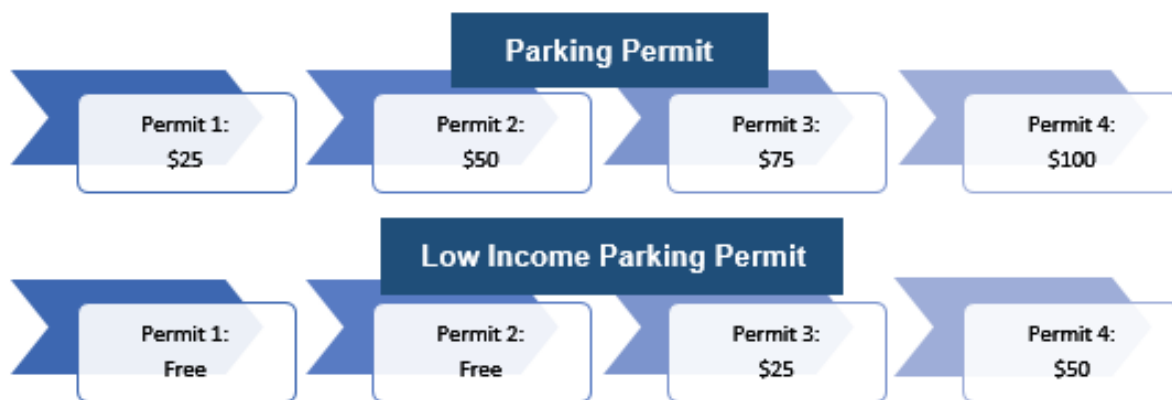 Parking Permit
Permit 1:
$25
Permit 2:
$50
Permit 3:
$75
Permit 4:
$100
Low Income Parking Permit
Permit 1:
Free
Permit 2:
Free
Permit 3:
$25
Permit 4:
$50